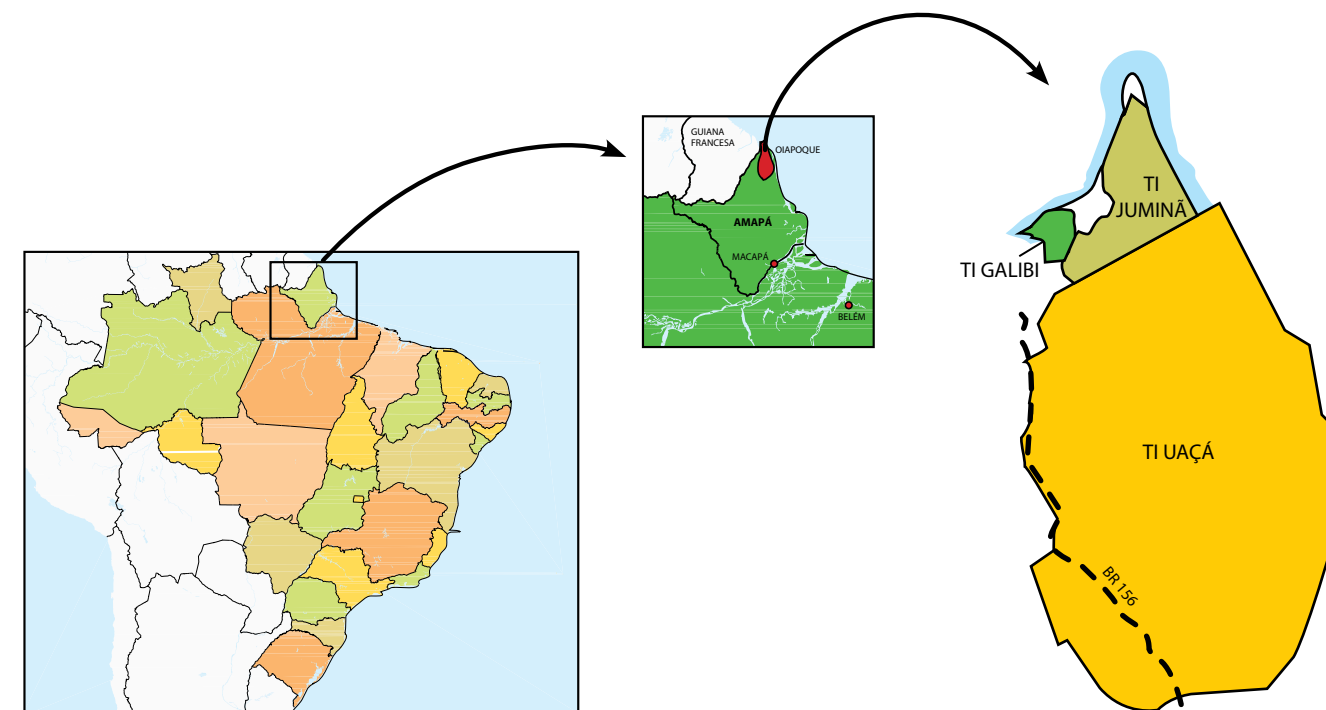 GUIANA
FRANCESA
OIAPOQUE
AMAPÁ
MACAPÁ
BELÉM
TI
JUMINÃ
TI GALIBI
TI UAÇÁ
BR 156